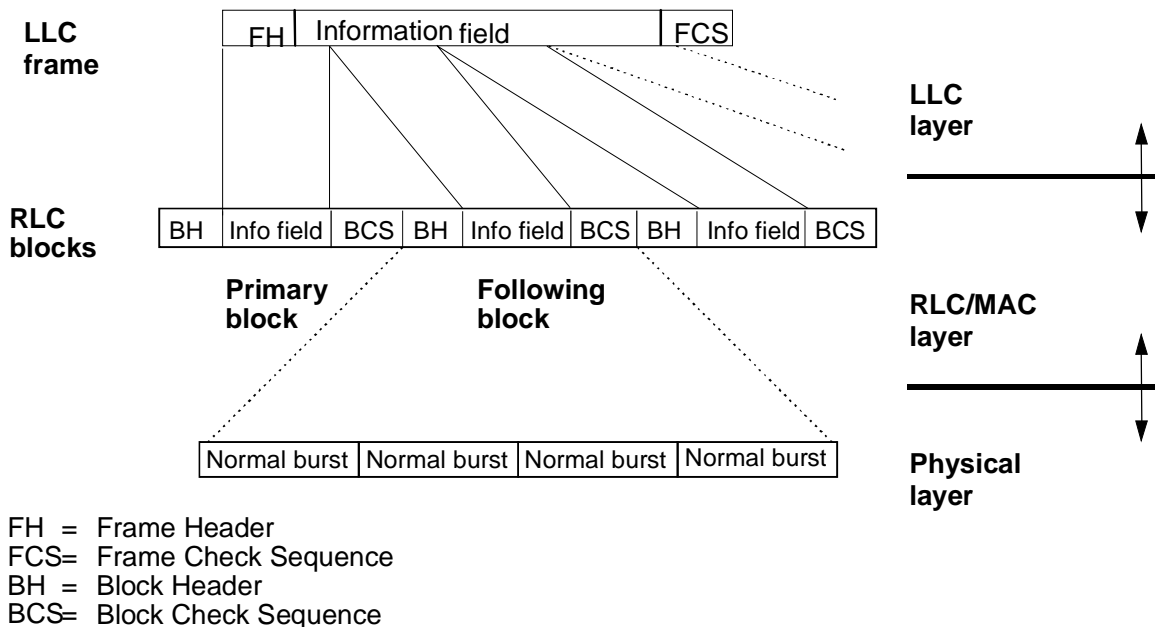 LLC
frame
FH
Information field
FCS
LLC
layer
RLC
blocks
BH
Info field
BCS
BH
Info field
BCS
BH
Info field
BCS
Primary
block
Following
block
RLC/MAC
layer
Normal burst
Normal burst
Normal burst
Normal burst
Physical
layer
FH = Frame Header
FCS= Frame Check Sequence
BH = Block Header
BCS= Block Check Sequence